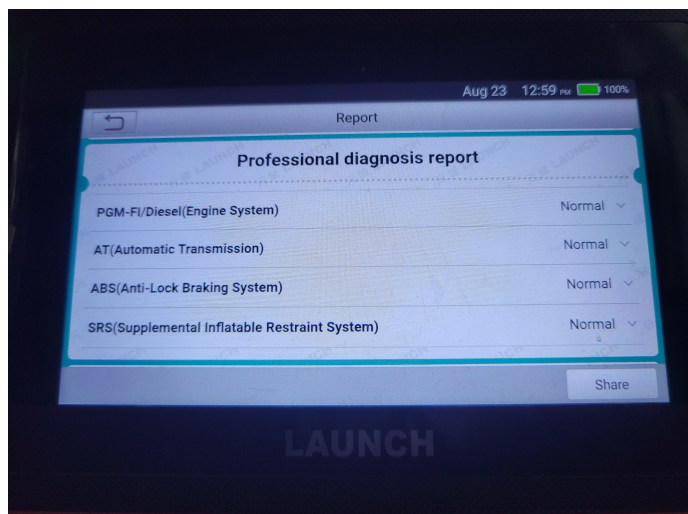 Aug 23 12:59 PM 100%
Report
Professional diagnosis report
PGM-FI/Diesel(Engine System) Normal
AT(Automatic Transmission) Normal
ABS(Anti-Lock Braking System) Normal
SRS(Supplemental Inflatable Restraint System) Normal
Share
LAUNCH